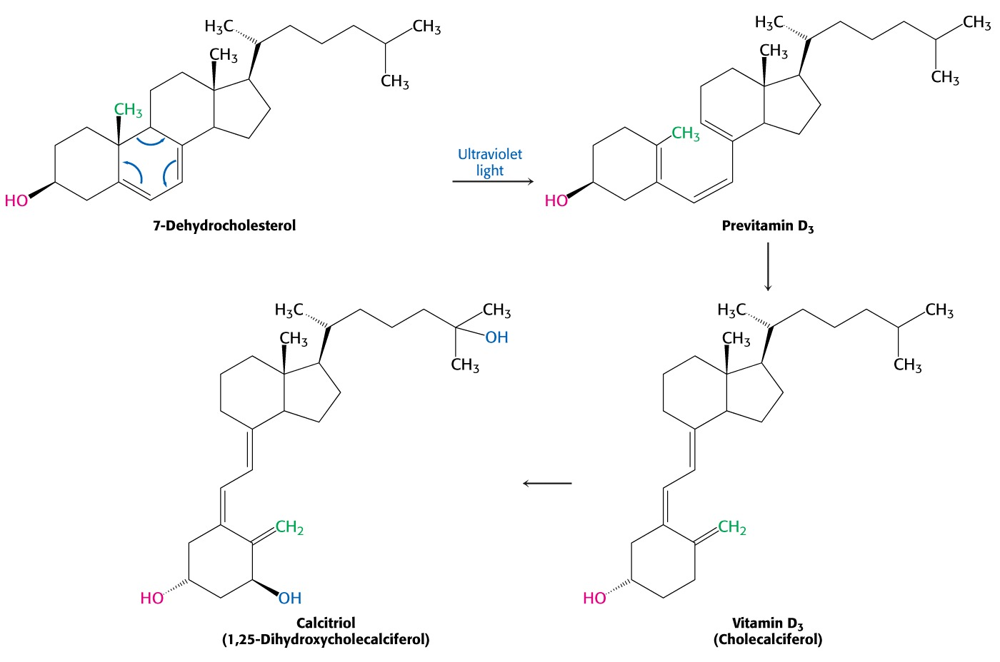 H₃C
CH₃
CH₃
CH₃
CH₃
HO
7-Dehydrocholesterol
Ultraviolet
light
H₃C
CH₃
CH₃
CH₃
CH₃
HO
Previtamin D₃
H₃C
CH₃
CH₃
OH
CH₃
CH₂
HO
OH
Calcitriol
(1,25-Dihydroxycholecalciferol)
H₃C
CH₃
CH₃
CH₃
CH₂
HO
Vitamin D₃
(Cholecalciferol)